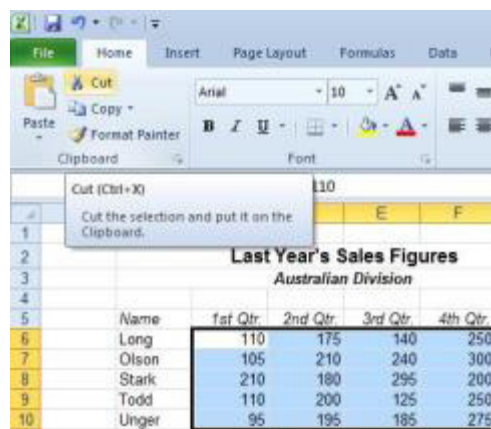 File Home Insert Page Layout Formulas Data
Cut
Copy
Paste
Format Painter
Arial 10 A A
B I U A
Clipboard Font
Cut (Ctrl+X)
Cut the selection and put it on the
Clipboard.
110
E F
1
2 Last Year's Sales Figures
3 Australian Division
4
5 Name 1st Qtr. 2nd Qtr. 3rd Qtr. 4th Qtr.
6 Long 110 175 140 250
7 Olson 105 210 240 300
8 Stark 210 180 295 200
9 Todd 110 200 125 250
10 Unger 95 195 185 275